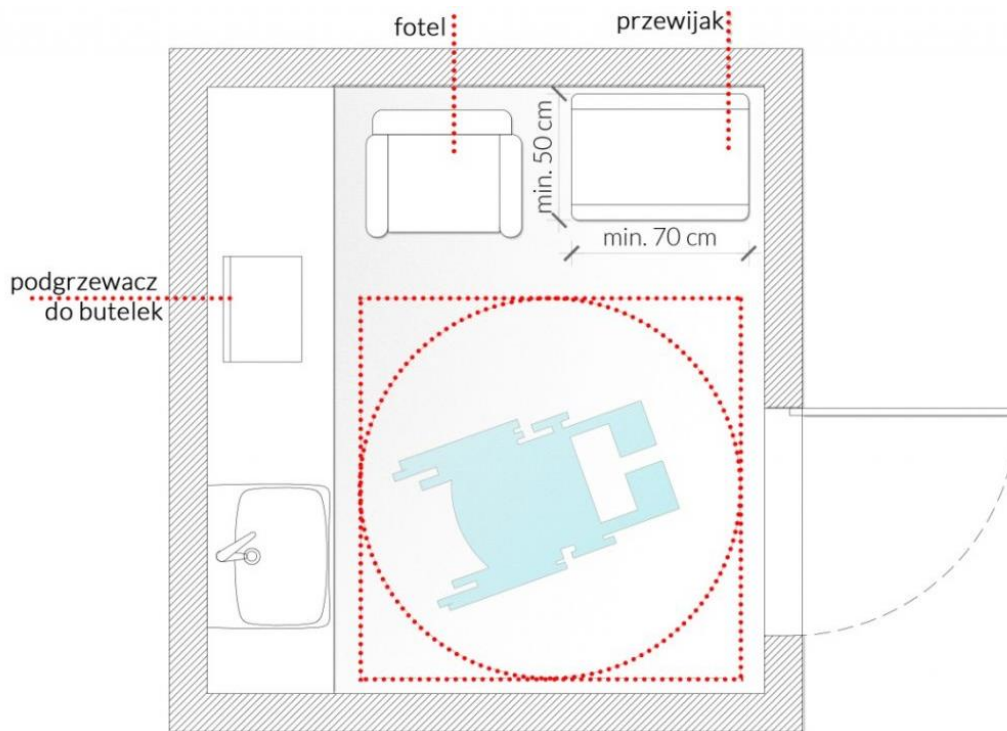 fotel
przewijak
min. 50 cm
min. 70 cm
podgrzewacz
do butelek